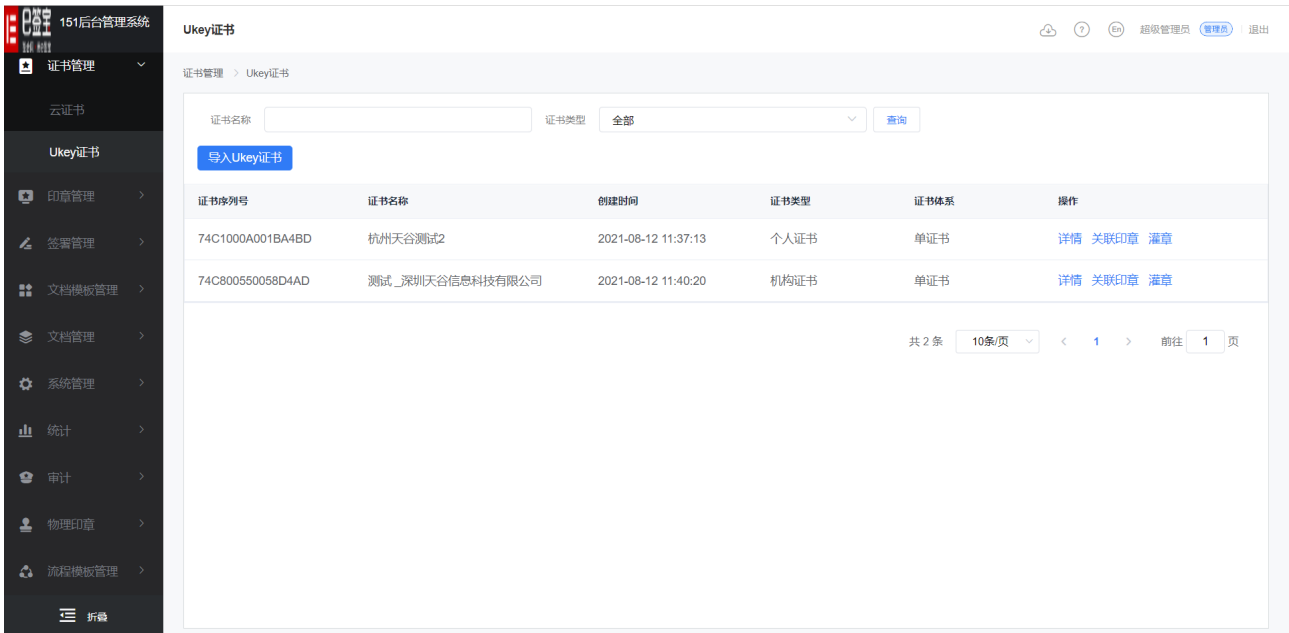 E签宝 151后台管理系统
证书管理
云证书
Ukey证书
印章管理
签署管理
文档模板管理
文档管理
系统管理
统计
审计
物理印章
流程模板管理
折叠
Ukey证书
En 超级管理员 管理员 退出
证书管理 > Ukey证书
证书名称 证书类型 全部 查询
导入Ukey证书
证书序列号 证书名称 创建时间 证书类型 证书体系 操作
74C1000A001BA4BD 杭州天谷测试2 2021-08-12 11:37:13 个人证书 单证书 详情 关联印章 灌章
74C800550058D4AD 测试 _深圳天谷信息科技有限公司 2021-08-12 11:40:20 机构证书 单证书 详情 关联印章 灌章
共 2 条 10条/页 < 1 > 前往 1 页